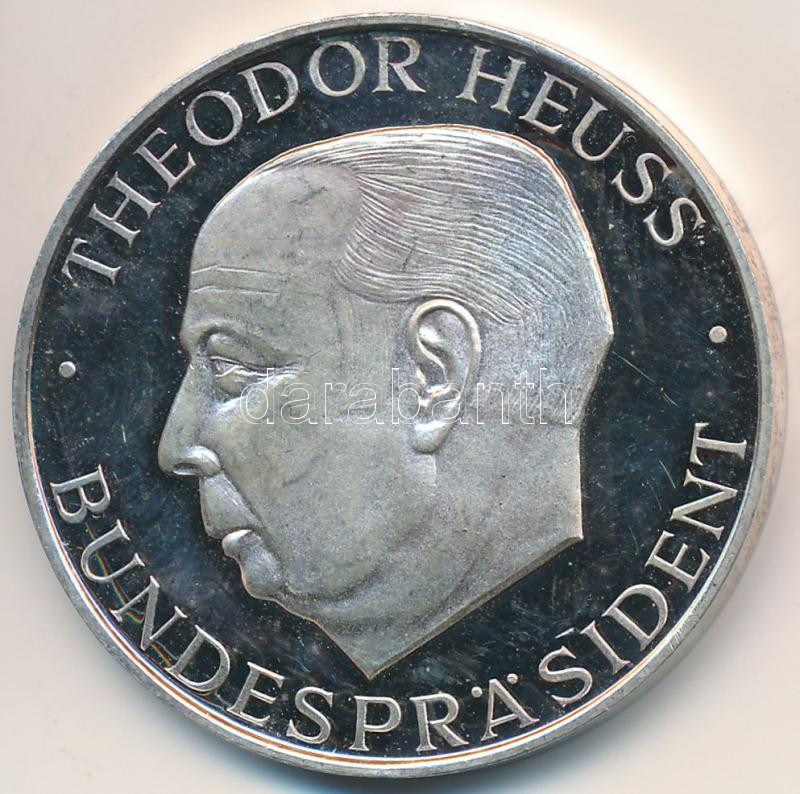 · THEODOR HEUSS ·
BUNDESPRÄSIDENT
darabanth